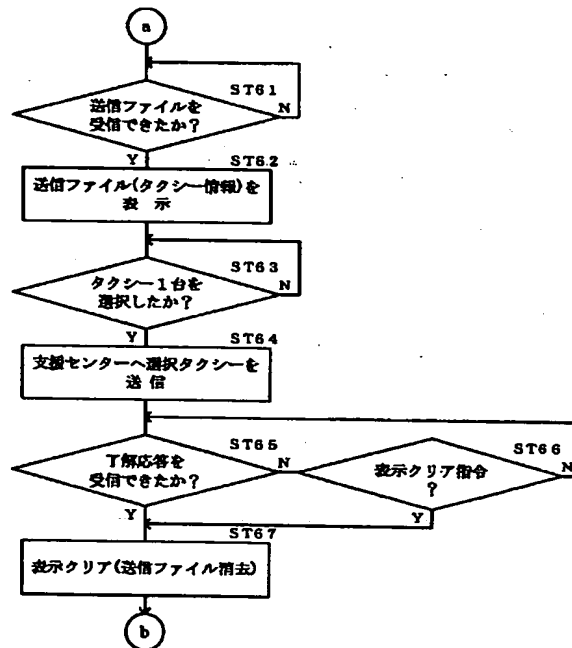 a
ST61
送信ファイルを
受信できたか?
N
Y
ST62
送信ファイル(タクシー情報)を
表 示
ST63
タクシー1台を
選択したか?
N
Y
ST64
支援センターへ選択タクシーを
送 信
ST65
了解応答を
受信できたか?
N
Y
ST66
表示クリア指令
?
N
Y
ST67
表示クリア(送信ファイル消去)
b